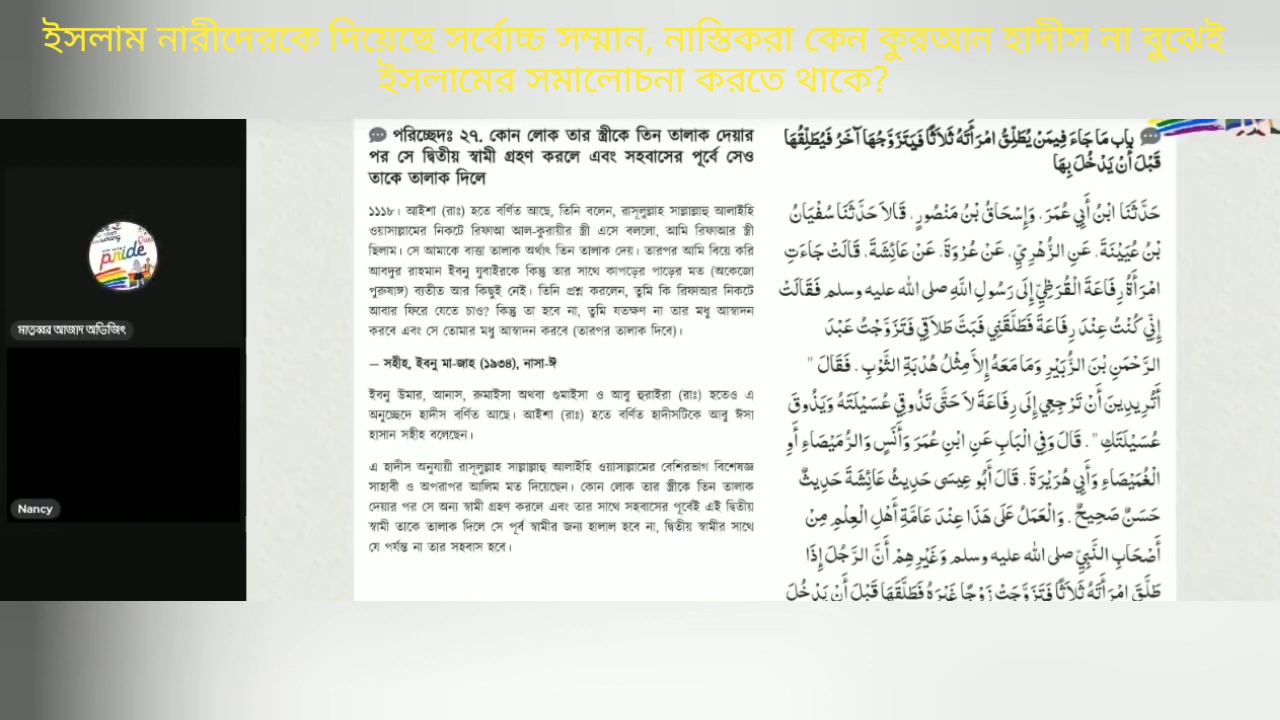 ইসলাম নারীদেরকে দিয়েছে সর্বোচ্চ সম্মান, নাস্তিকরা কেন কুরআন হাদীস না বুঝেই
ইসলামের সমালোচনা করতে থাকে?
pride
মাতৃব্বর আজাদ অভিজিৎ
Nancy
পরিচ্ছেদঃ ২৭. কোন লোক তার স্ত্রীকে তিন তালাক দেয়ার
পর সে দ্বিতীয় স্বামী গ্রহণ করলে এবং সহবাসের পূর্বে সেও
তাকে তালাক দিলে
১১১৮। আইশা (রাঃ) হতে বর্ণিত আছে, তিনি বলেন, রাসূলুল্লাহ সাল্লাল্লাহু আলাইহি
ওয়াসাল্লামের নিকটে রিফাআ আল-কুরাযীর স্ত্রী এসে বললো, আমি রিফাআর স্ত্রী
ছিলাম। সে আমাকে বাত্তা তালাক অর্থাৎ তিন তালাক দেয়। তারপর আমি বিয়ে করি
আবদুর রাহমান ইবনু যুবাইরকে কিন্তু তার সাথে কাপড়ের পাড়ের মত (অকেজো
পুরুষাঙ্গ) ব্যতীত আর কিছুই নেই। তিনি প্রশ্ন করলেন, তুমি কি রিফাআর নিকটে
আবার ফিরে যেতে চাও? কিন্তু তা হবে না, তুমি যতক্ষণ না তার মধু আস্বাদন
করবে এবং সে তোমার মধু আস্বাদন করবে (তারপর তালাক দিবে)।
— সহীহ, ইবনু মা-জাহ (১৯৩৪), নাসা-ঈ
ইবনু উমার, আনাস, রুমাইসা অথবা গুমাইসা ও আবু হুরাইরা (রাঃ) হতেও এ
অনুচ্ছেদে হাদীস বর্ণিত আছে। আইশা (রাঃ) হতে বর্ণিত হাদীসটিকে আবু ঈসা
হাসান সহীহ বলেছেন।
এ হাদীস অনুযায়ী রাসূলুল্লাহ সাল্লাল্লাহু আলাইহি ওয়াসাল্লামের বেশিরভাগ বিশেষজ্ঞ
সাহাবী ও অপরাপর আলিম মত দিয়েছেন। কোন লোক তার স্ত্রীকে তিন তালাক
দেয়ার পর সে অন্য স্বামী গ্রহণ করলে এবং তার সাথে সহবাসের পূর্বেই এই দ্বিতীয়
স্বামী তাকে তালাক দিলে সে পূর্ব স্বামীর জন্য হালাল হবে না, দ্বিতীয় স্বামীর সাথে
যে পর্যন্ত না তার সহবাস হবে।
باب مَا جَاءَ فِيمَنْ يُطَلِّقُ امْرَأَتَهُ ثَلاَثًا فَيَتَزَوَّجُهَا آخَرُ فَيُطَلِّقُهَا
قَبْلَ أَنْ يَدْخُلَ بِهَا
حَدَّثَنَا ابْنُ أَبِي عُمَرَ، وَإِسْحَاقُ بْنُ مَنْصُورٍ، قَالاَ حَدَّثَنَا سُفْيَانُ
بْنُ عُيَيْنَةَ، عَنِ الزُّهْرِيِّ، عَنْ عُرْوَةَ، عَنْ عَائِشَةَ، قَالَتْ جَاءَتِ
امْرَأَةُ رِفَاعَةَ الْقُرَظِيِّ إِلَى رَسُولِ اللَّهِ صلى الله عليه وسلم فَقَالَتْ
إِنِّي كُنْتُ عِنْدَ رِفَاعَةَ فَطَلَّقَنِي فَبَتَّ طَلاَقِي فَتَزَوَّجْتُ عَبْدَ
الرَّحْمَنِ بْنَ الزُّبَيْرِ وَمَا مَعَهُ إِلاَّ مِثْلُ هُدْبَةِ الثَّوْبِ . فَقَالَ "
أَتُرِيدِينَ أَنْ تَرْجِعِي إِلَى رِفَاعَةَ لاَ حَتَّى تَذُوقِي عُسَيْلَتَهُ وَيَذُوقَ
عُسَيْلَتَكِ " . قَالَ وَفِي الْبَابِ عَنِ ابْنِ عُمَرَ وَأَنَسٍ وَالرُّمَيْصَاءِ أَوِ
الْغُمَيْصَاءِ وَأَبِي هُرَيْرَةَ . قَالَ أَبُو عِيسَى حَدِيثُ عَائِشَةَ حَدِيثٌ
حَسَنٌ صَحِيحٌ . وَالْعَمَلُ عَلَى هَذَا عِنْدَ عَامَّةِ أَهْلِ الْعِلْمِ مِنْ
أَصْحَابِ النَّبِيِّ صلى الله عليه وسلم وَغَيْرِهِمْ أَنَّ الرَّجُلَ إِذَا
طَلَّقَ امْرَأَتَهُ ثَلاَثًا فَتَزَوَّجَتْ زَوْجًا غَيْرَهُ فَطَلَّقَهَا قَبْلَ أَنْ يَدْخُلَ